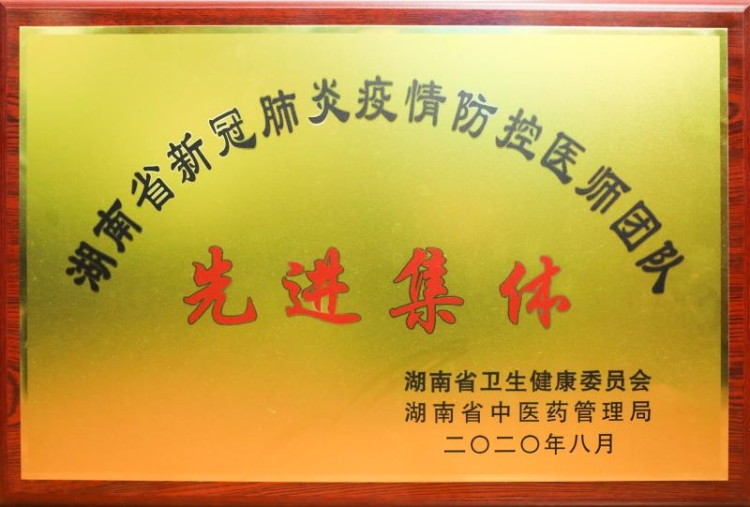 湖南省新冠肺炎疫情防控医师团队
先进集体
湖南省卫生健康委员会
湖南省中医药管理局
二〇二〇年八月